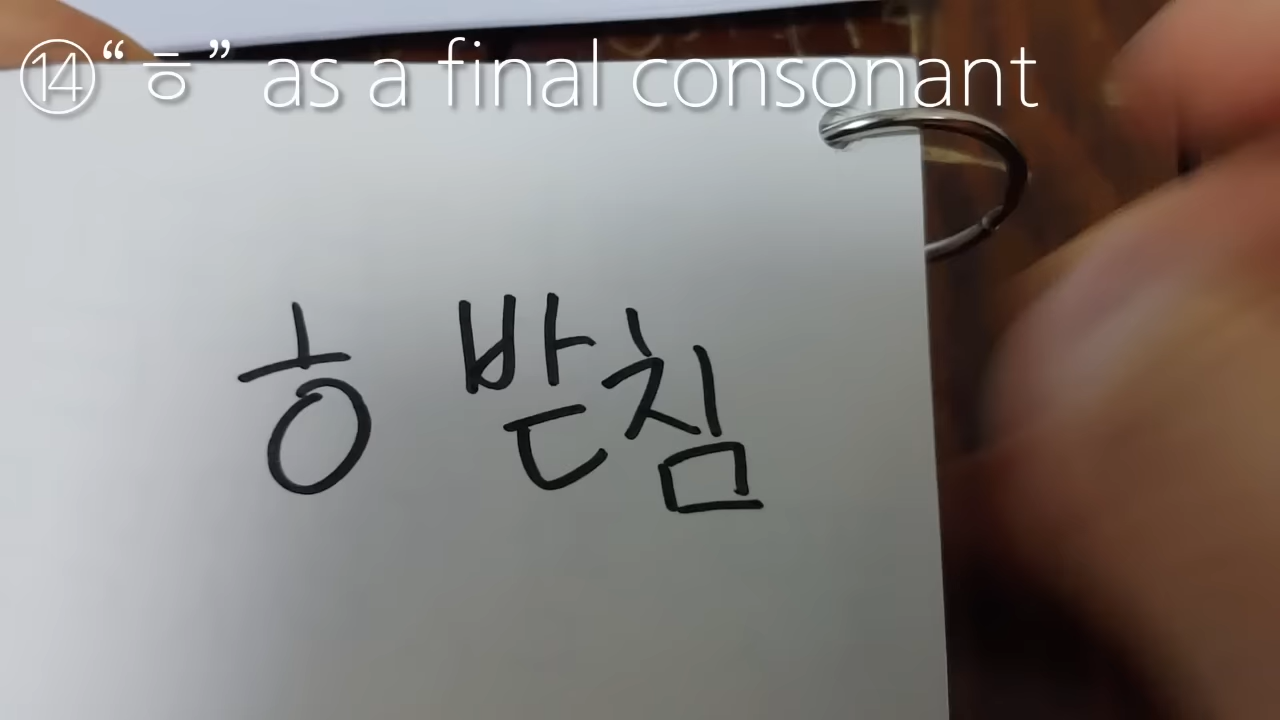 ⑭“ㅎ” as a final consonant
ㅎ 받침